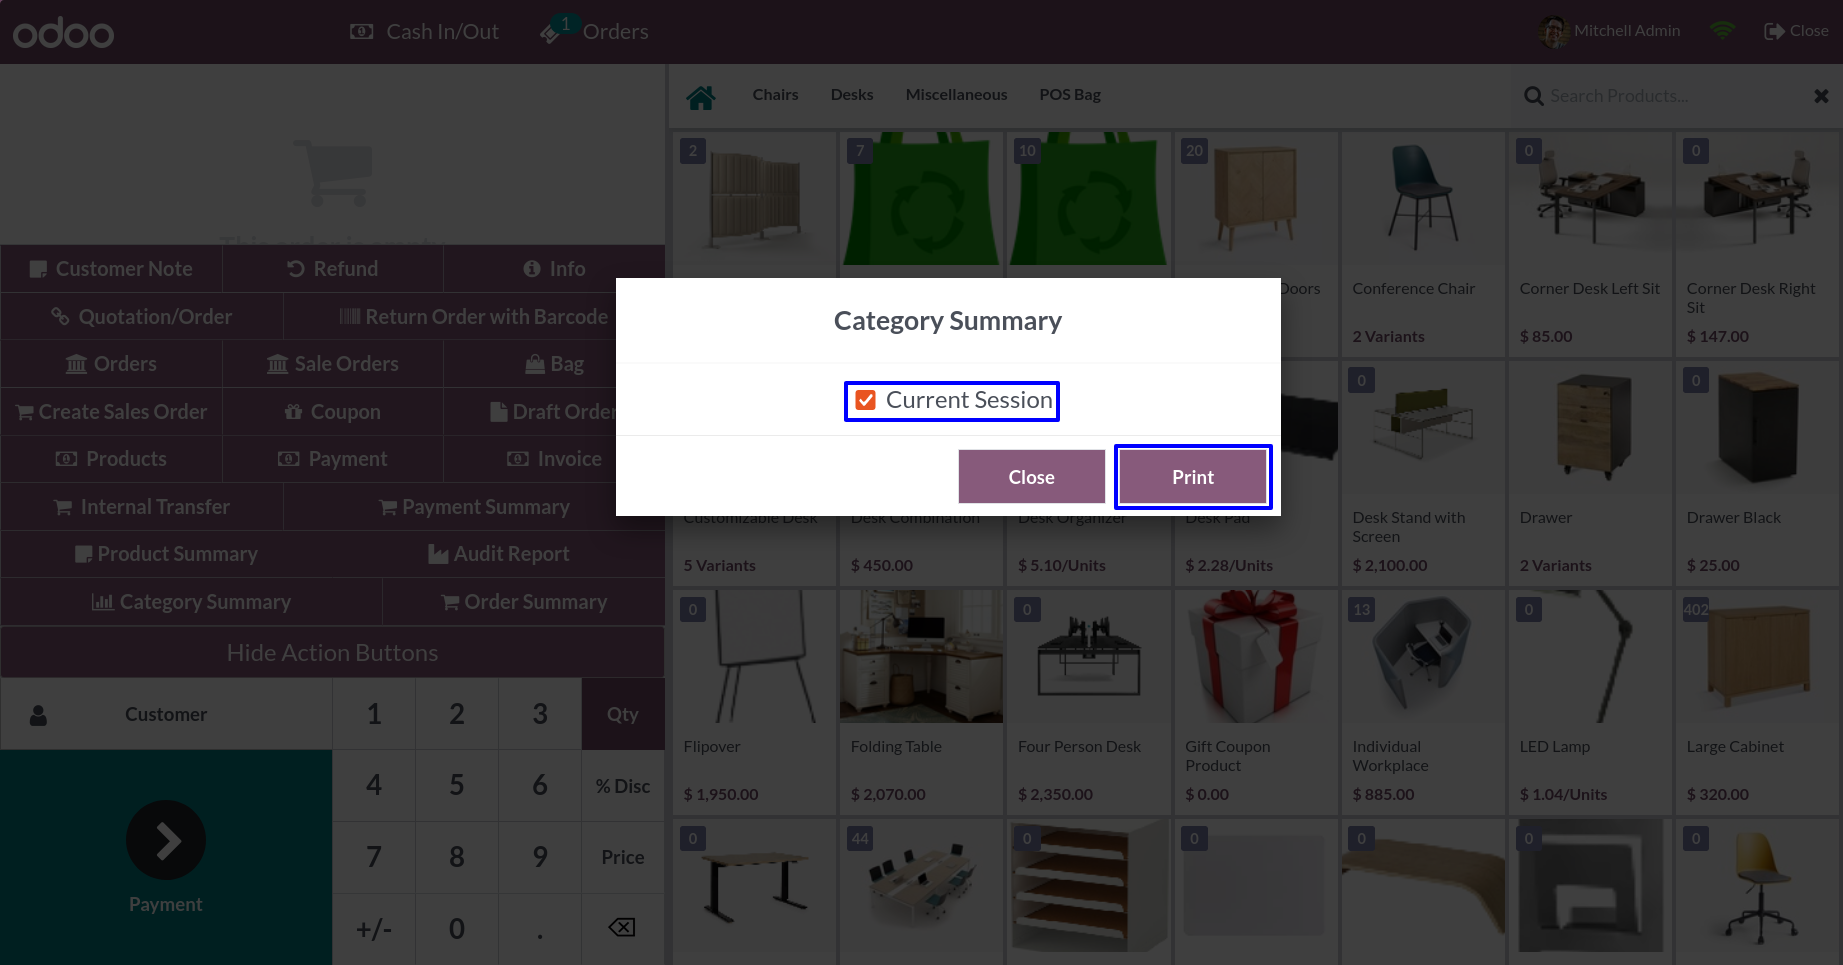 odoo
Cash In/Out
1
Orders
Mitchell Admin
Close
Chairs
Desks
Miscellaneous
POS Bag
Search Products...
This order is empty
Customer Note
Refund
Info
Quotation/Order
Return Order with Barcode
Orders
Sale Orders
Bag
Create Sales Order
Coupon
Draft Order
Products
Payment
Invoice
Internal Transfer
Payment Summary
Product Summary
Audit Report
Category Summary
Order Summary
Hide Action Buttons
Customer
1
2
3
Qty
4
5
6
% Disc
7
8
9
Price
+/-
0
.
Payment
2
7
10
20
0
0
Doors
Conference Chair
2 Variants
Corner Desk Left Sit
$ 85.00
Corner Desk Right
Sit
$ 147.00
Category Summary
Current Session
Close
Print
0
0
Customizable Desk
5 Variants
Desk Combination
$ 450.00
Desk Organizer
$ 5.10/Units
Desk Pad
$ 2.28/Units
Desk Stand with
Screen
$ 2,100.00
Drawer
2 Variants
Drawer Black
$ 25.00
0
0
13
0
402
Flipover
$ 1,950.00
Folding Table
$ 2,070.00
Four Person Desk
$ 2,350.00
Gift Coupon
Product
$ 0.00
Individual
Workplace
$ 885.00
LED Lamp
$ 1.04/Units
Large Cabinet
$ 320.00
0
44
0
0
0
0
0